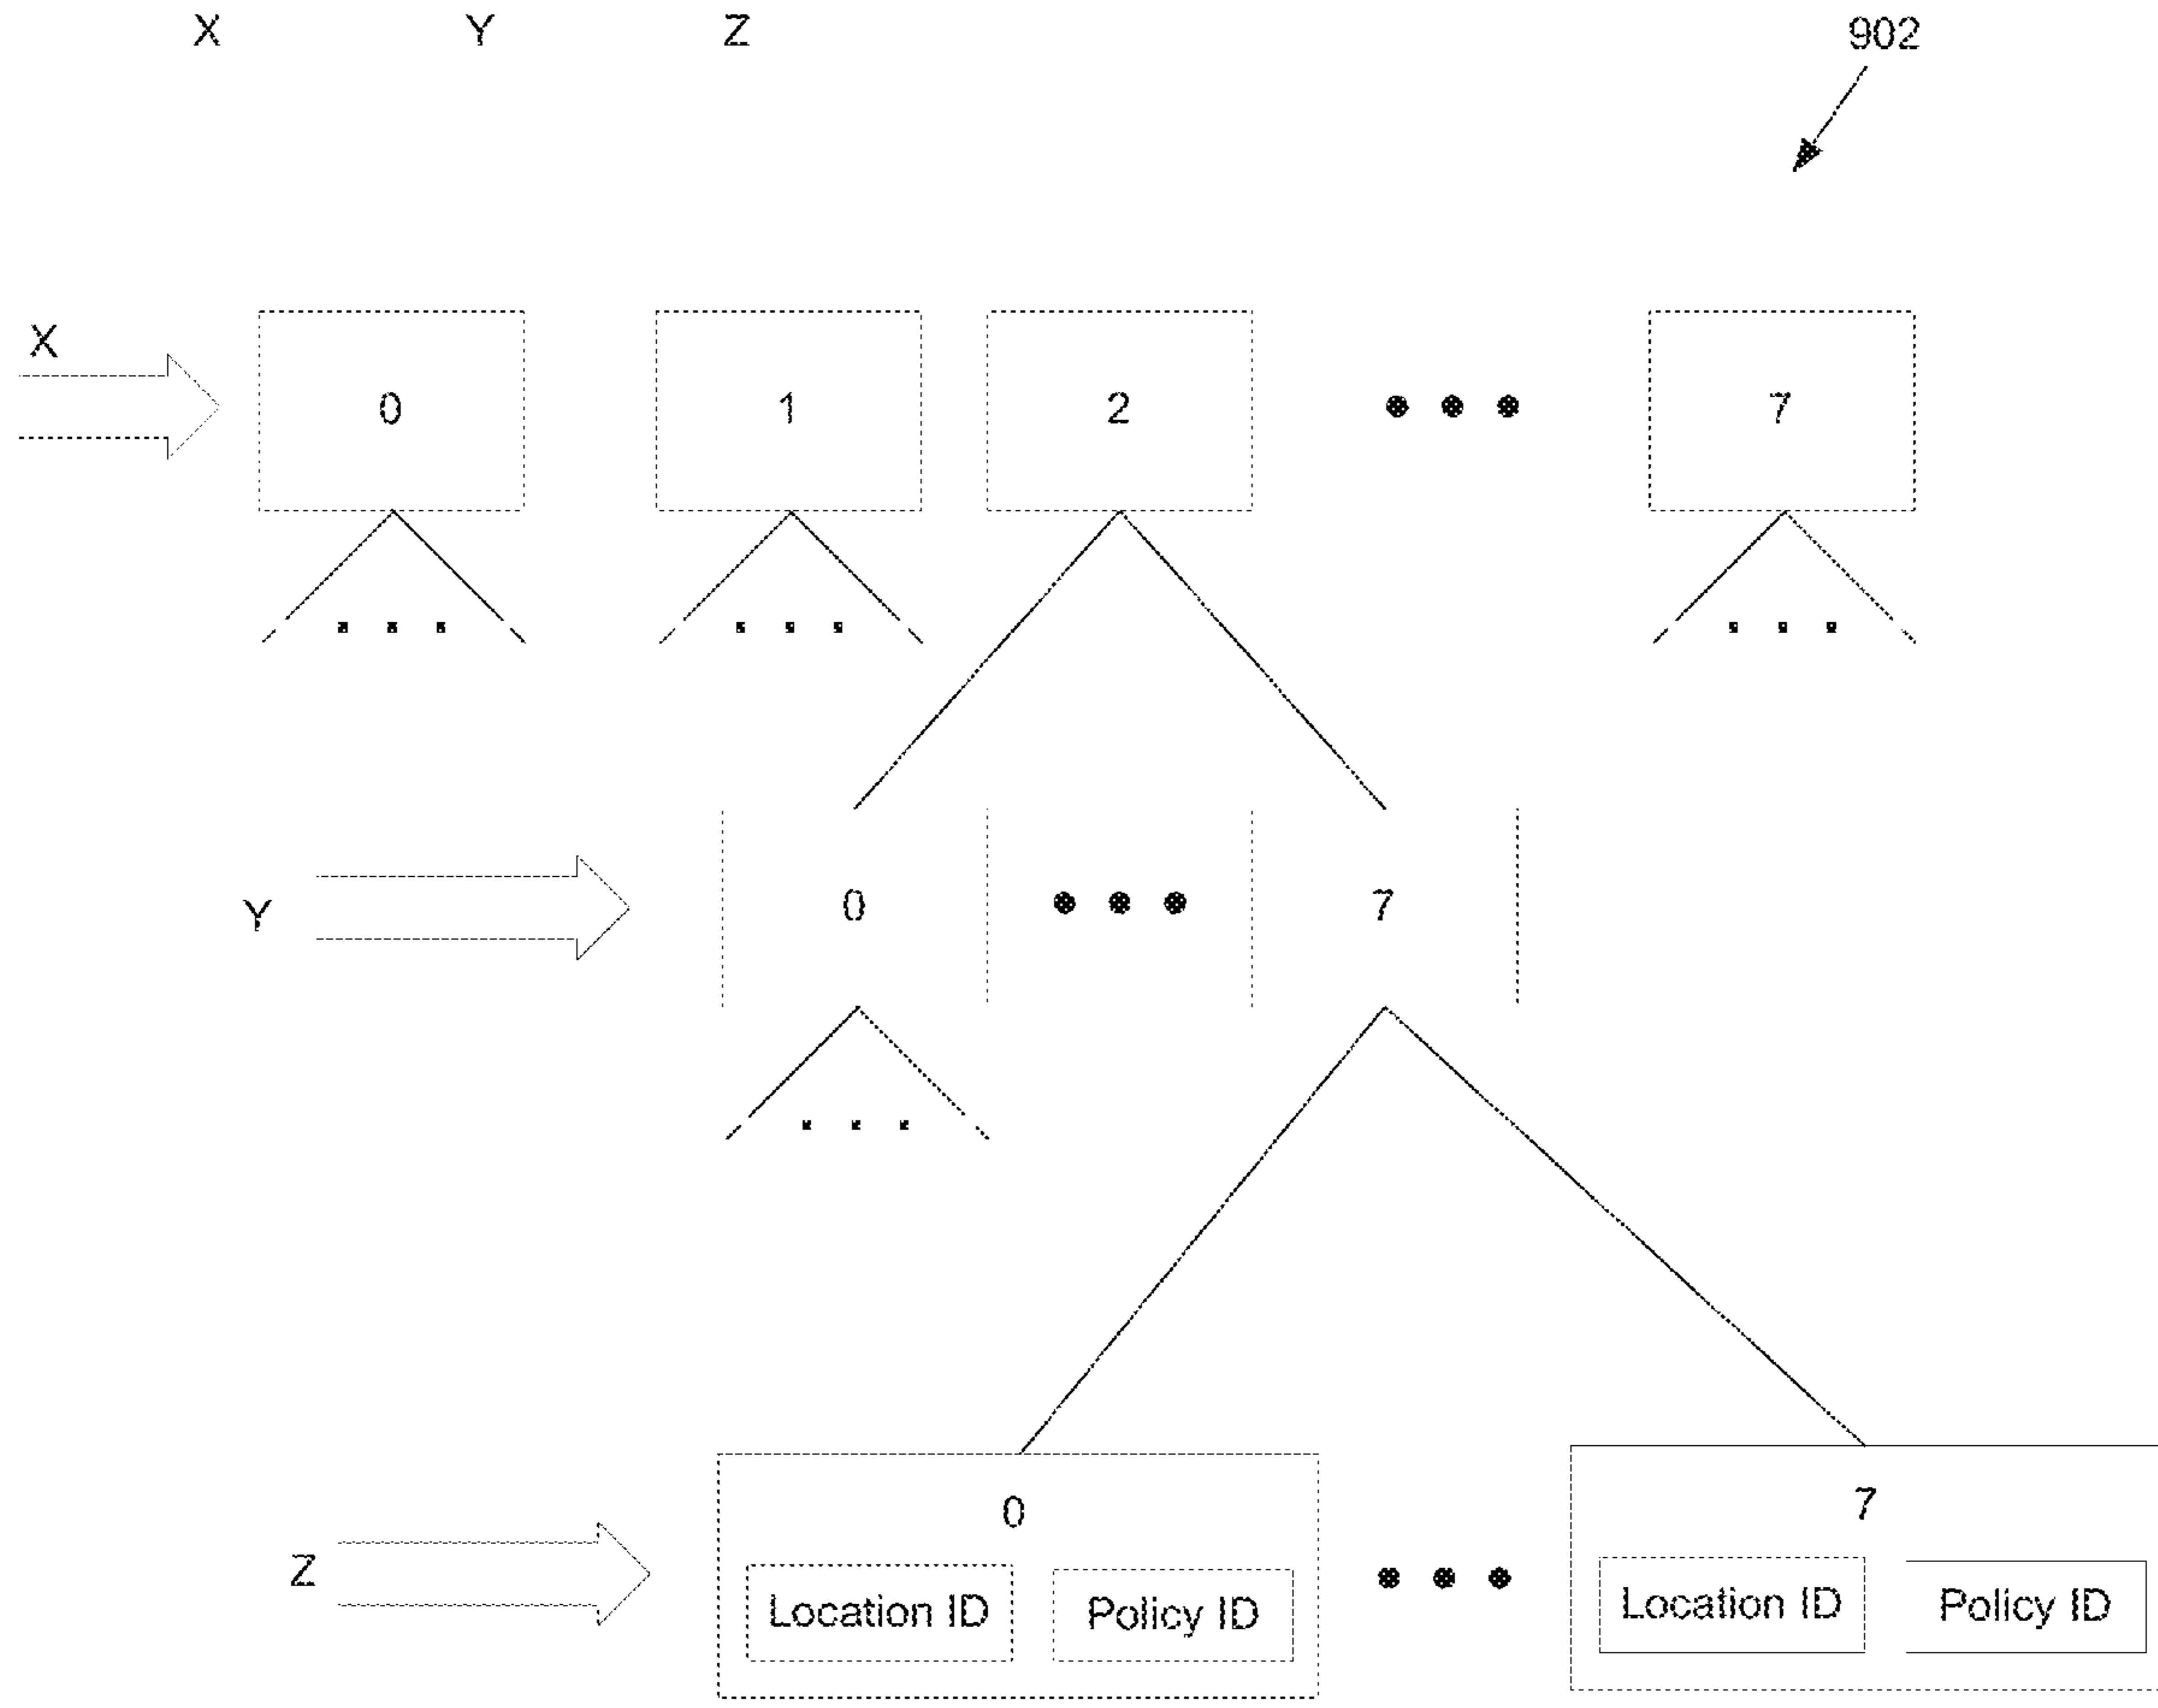 X Y Z 902
X
0 1 2 7
Y 0 7
0 7
Z
Location ID Policy ID Location ID Policy ID